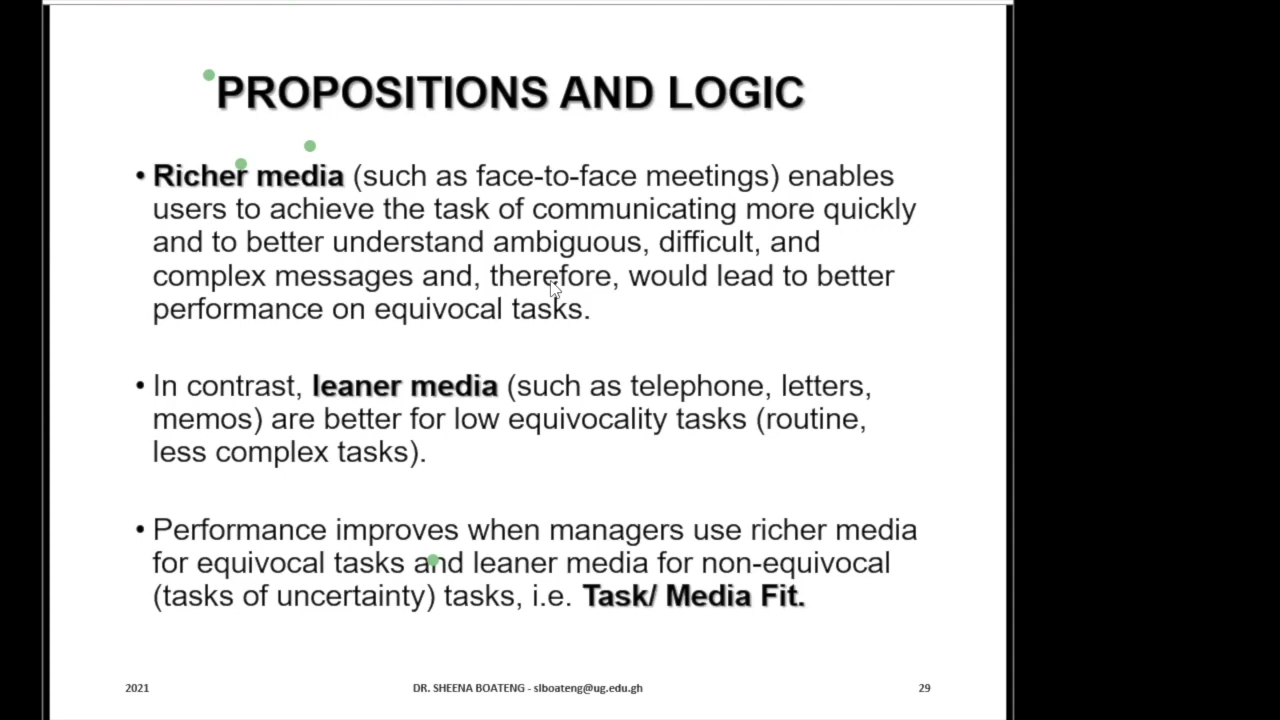 PROPOSITIONS AND LOGIC
• Richer media (such as face-to-face meetings) enables
users to achieve the task of communicating more quickly
and to better understand ambiguous, difficult, and
complex messages and, therefore, would lead to better
performance on equivocal tasks.
• In contrast, leaner media (such as telephone, letters,
memos) are better for low equivocality tasks (routine,
less complex tasks).
• Performance improves when managers use richer media
for equivocal tasks and leaner media for non-equivocal
(tasks of uncertainty) tasks, i.e. Task/ Media Fit.
2021 DR. SHEENA BOATENG - slboateng@ug.edu.gh 29